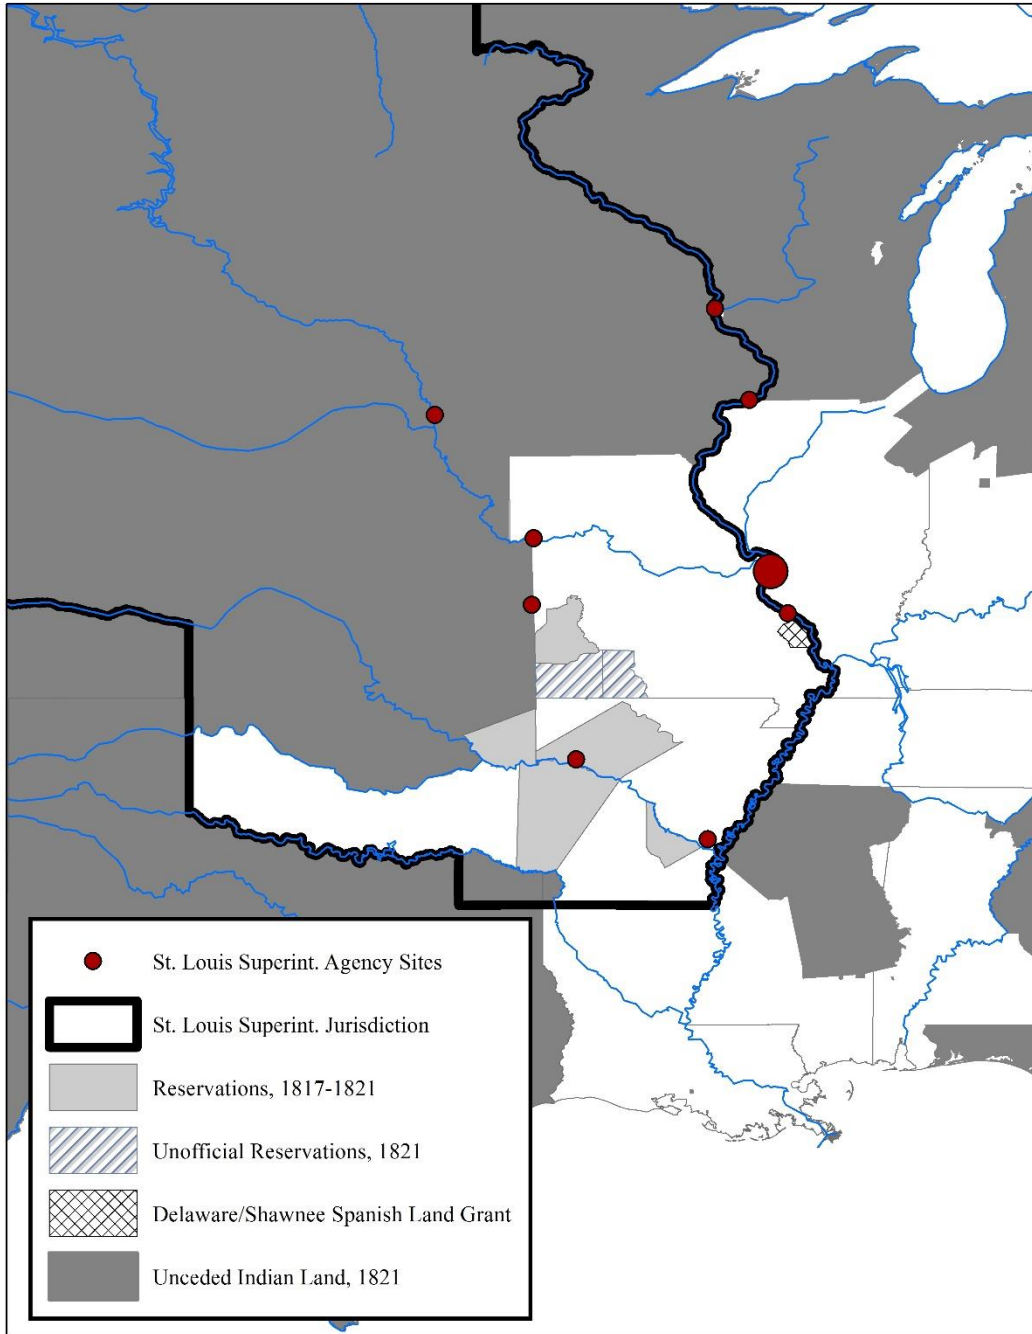 St. Louis Superint. Agency Sites
St. Louis Superint. Jurisdiction
Reservations, 1817-1821
Unofficial Reservations, 1821
Delaware/Shawnee Spanish Land Grant
Unceded Indian Land, 1821